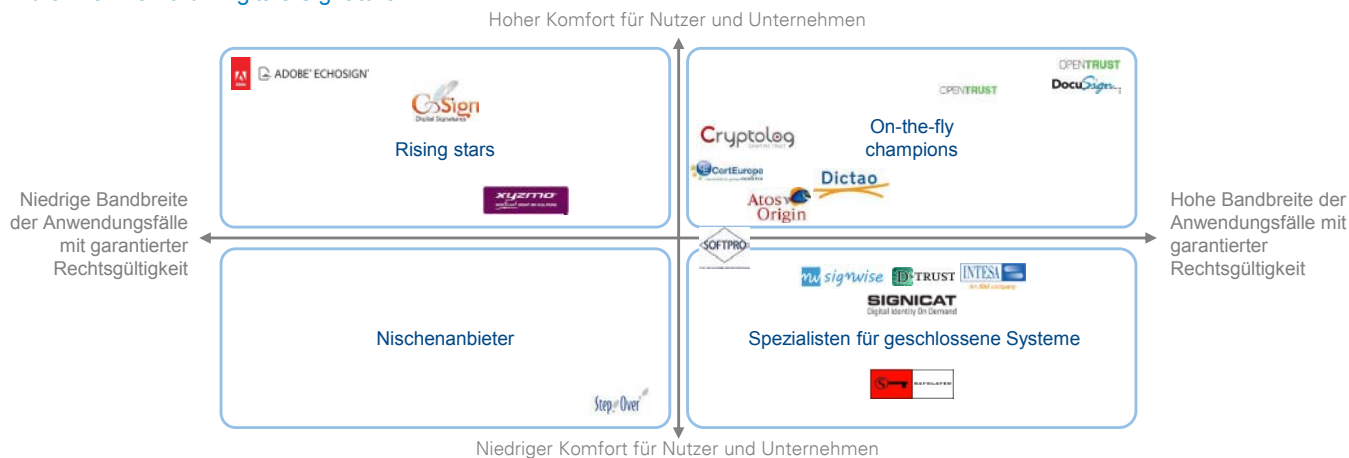 Hoher Komfort für Nutzer und Unternehmen
Adobe
ADOBE® ECHOSIGN®
CoSign
Digital Signatures
Rising stars
xyzmo
OPENTRUST
DocuSign
OPENTRUST
Cryptolog
On-the-fly
champions
CertEurope
Dictao
Atos
Origin
Niedrige Bandbreite
der Anwendungsfälle
mit garantierter
Rechtsgültigkeit
Hohe Bandbreite der
Anwendungsfälle mit
garantierter
Rechtsgültigkeit
SOFTPRO
signwise
D-TRUST
INTESA
An IBM company
SIGNICAT
Digital Identity On Demand
Nischenanbieter
Spezialisten für geschlossene Systeme
StepOver
Niedriger Komfort für Nutzer und Unternehmen